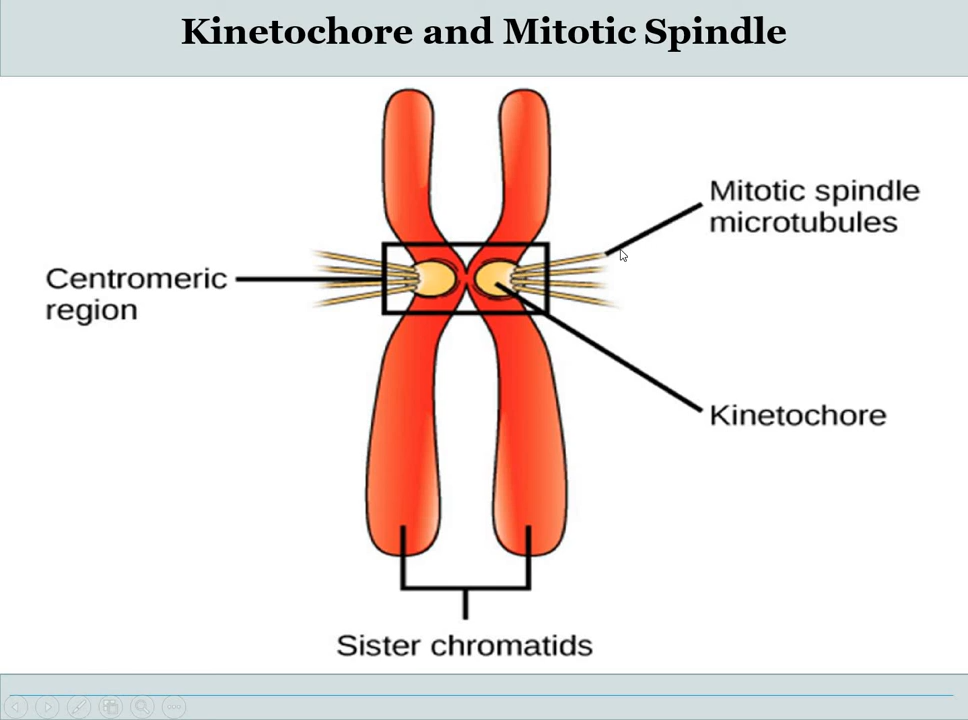 Kinetochore and Mitotic Spindle
Mitotic spindle
microtubules
Centromeric
region
Kinetochore
Sister chromatids